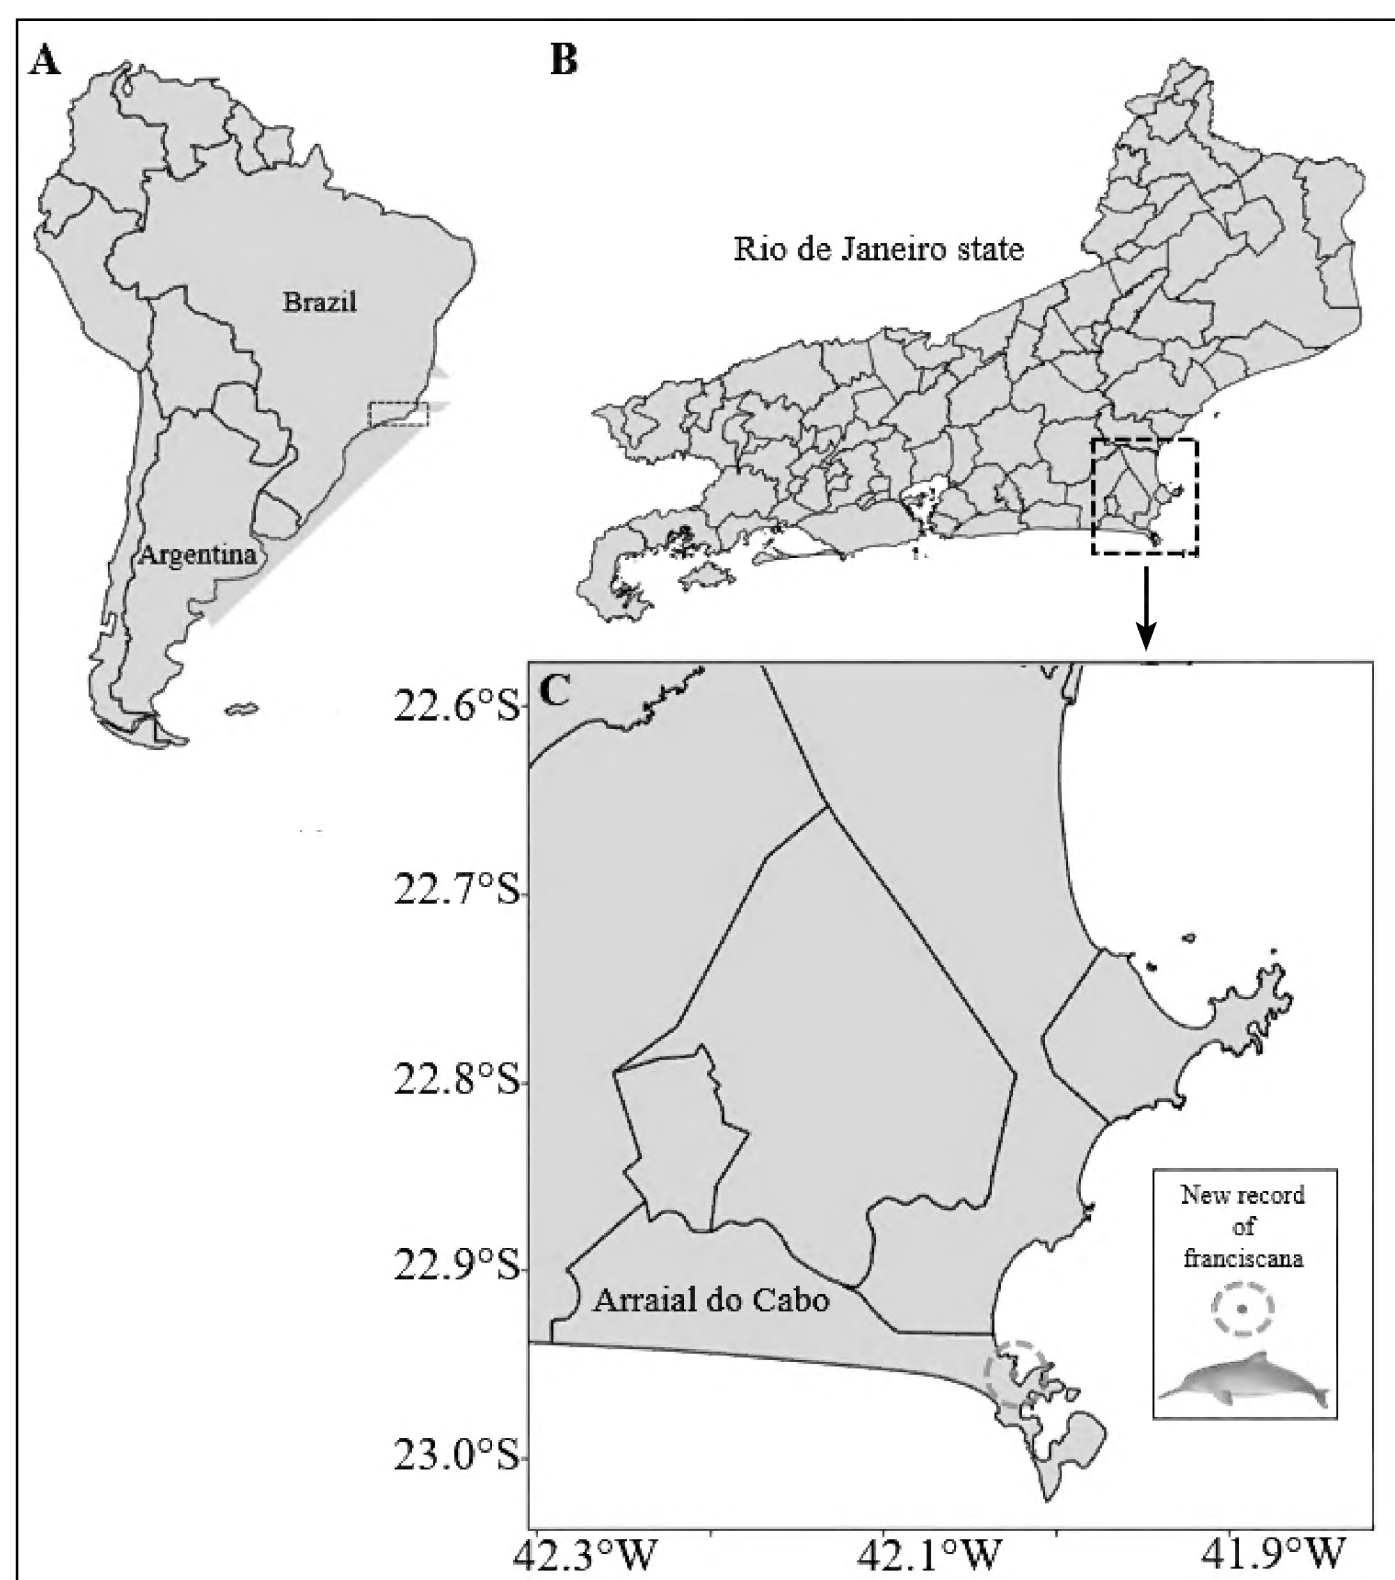 A
B
Rio de Janeiro state
Brazil
Argentina
C
22.6°S
22.7°S
22.8°S
22.9°S
23.0°S
New record
of
franciscana
Arraial do Cabo
42.3°W
42.1°W
41.9°W